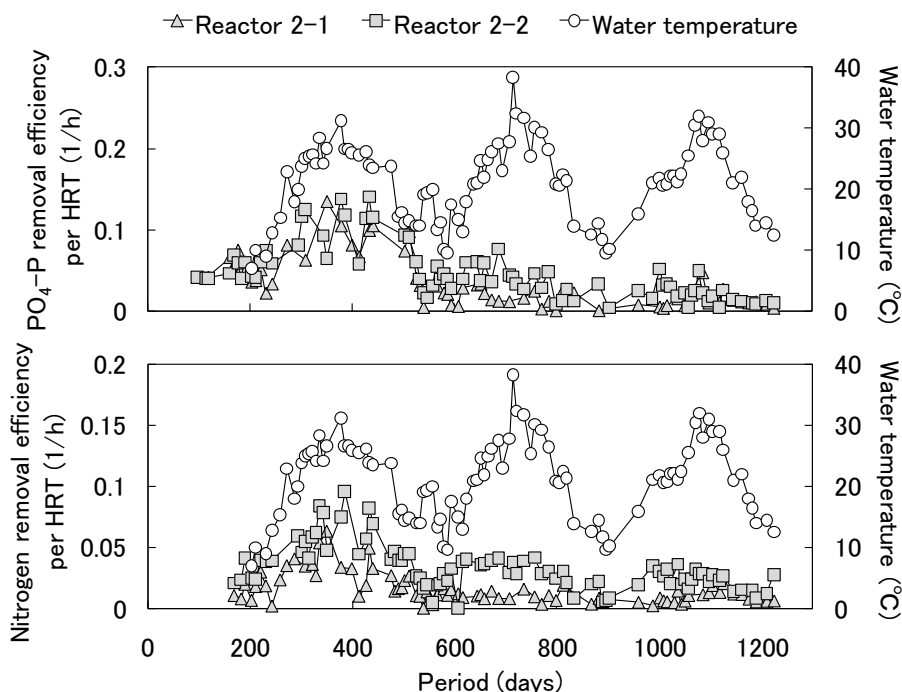 Reactor 2-1 Reactor 2-2 Water temperature
PO4-P removal efficiency
per HRT (1/h)
0.3
0.2
0.1
0
40
30
20
10
0
Water temperature (℃)
Nitrogen removal efficiency
per HRT (1/h)
0.2
0.15
0.1
0.05
0
40
30
20
10
0
Water temperature (℃)
0 200 400 600 800 1000 1200
Period (days)